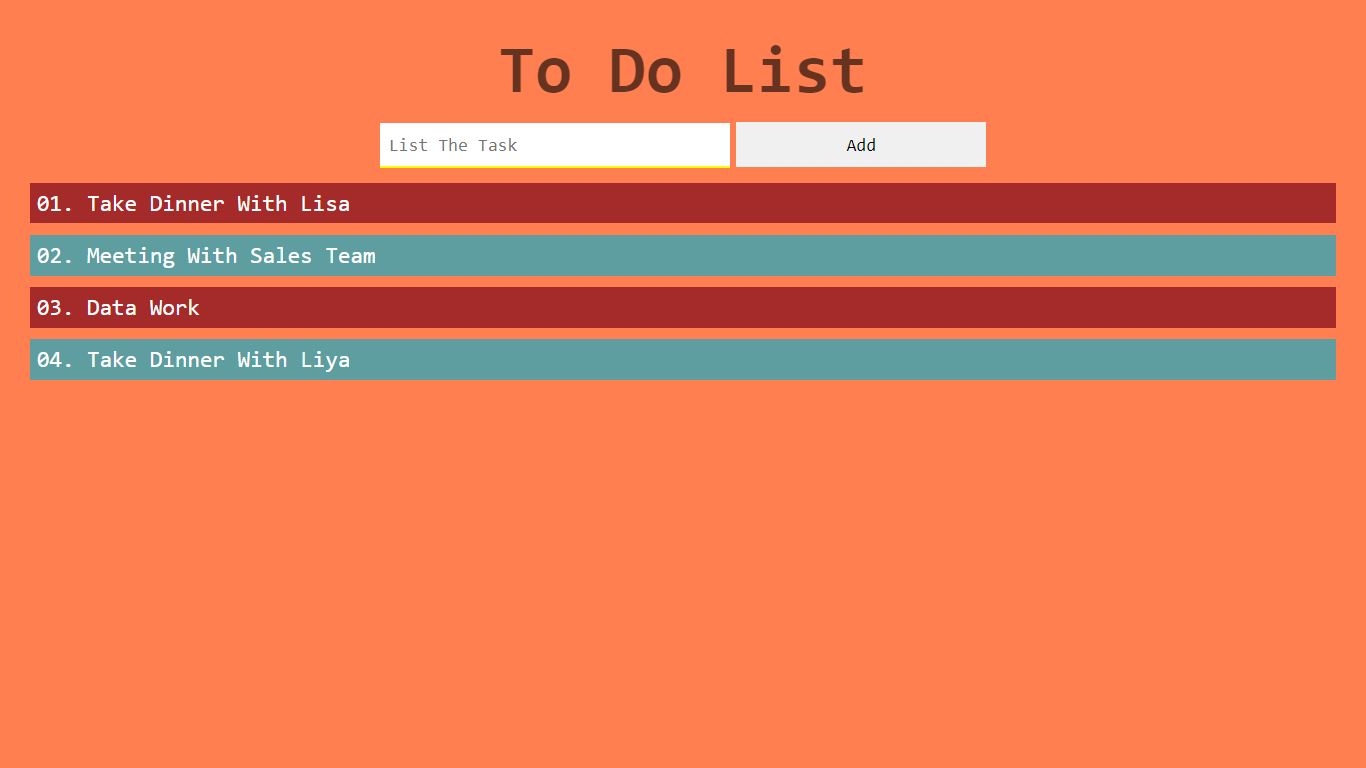 To Do List
List The Task
Add
01. Take Dinner With Lisa
02. Meeting With Sales Team
03. Data Work
04. Take Dinner With Liya